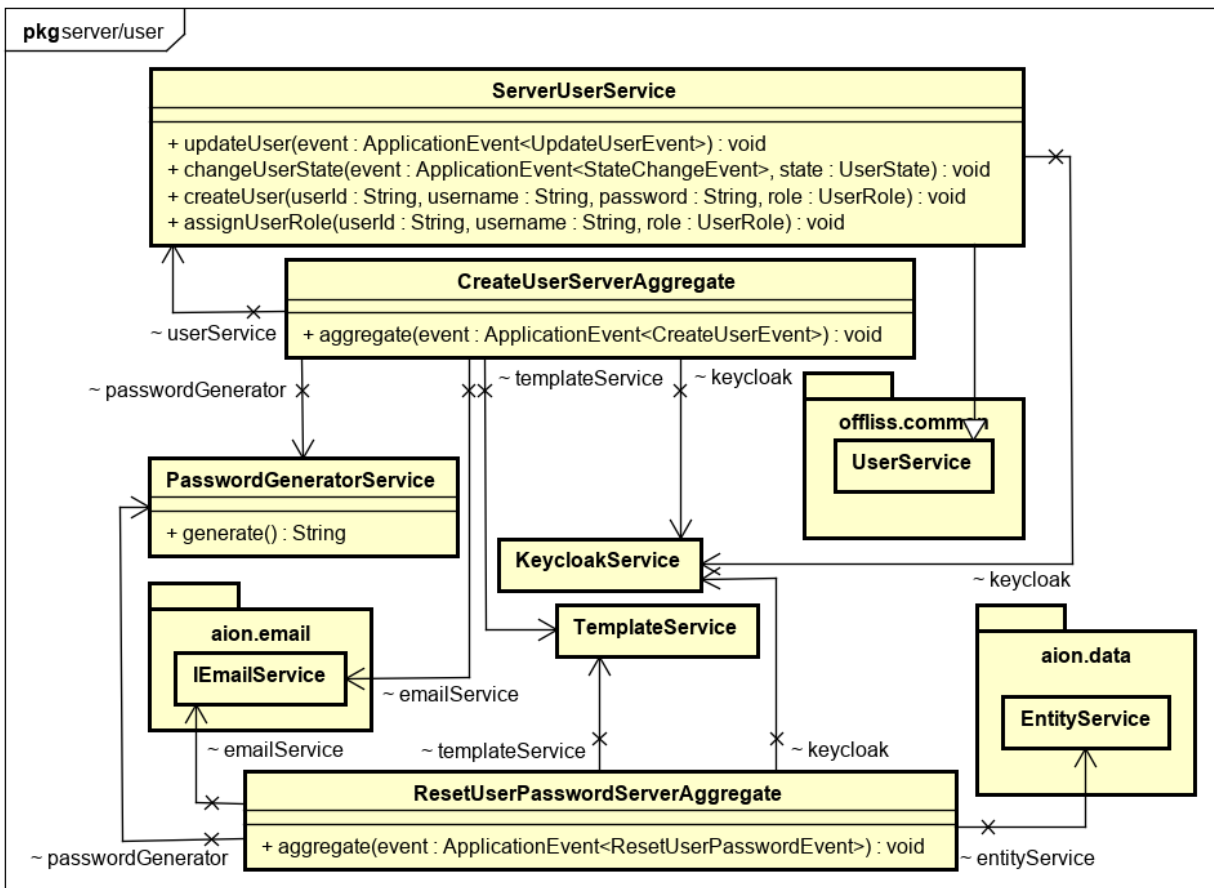 pkg server/user
ServerUserService
+ updateUser(event : ApplicationEvent<UpdateUserEvent>) : void
+ changeUserState(event : ApplicationEvent<StateChangeEvent>, state : UserState) : void
+ createUser(userId : String, username : String, password : String, role : UserRole) : void
+ assignUserRole(userId : String, username : String, role : UserRole) : void
CreateUserServerAggregate
~ userService
+ aggregate(event : ApplicationEvent<CreateUserEvent>) : void
~ passwordGenerator
~ templateService
~ keycloak
offliss.common
UserService
PasswordGeneratorService
+ generate() : String
KeycloakService
~ keycloak
aion.email
IEmailService
~ emailService
TemplateService
aion.data
EntityService
~ emailService
~ templateService
~ keycloak
ResetUserPasswordServerAggregate
+ aggregate(event : ApplicationEvent<ResetUserPasswordEvent>) : void
~ passwordGenerator
~ entityService